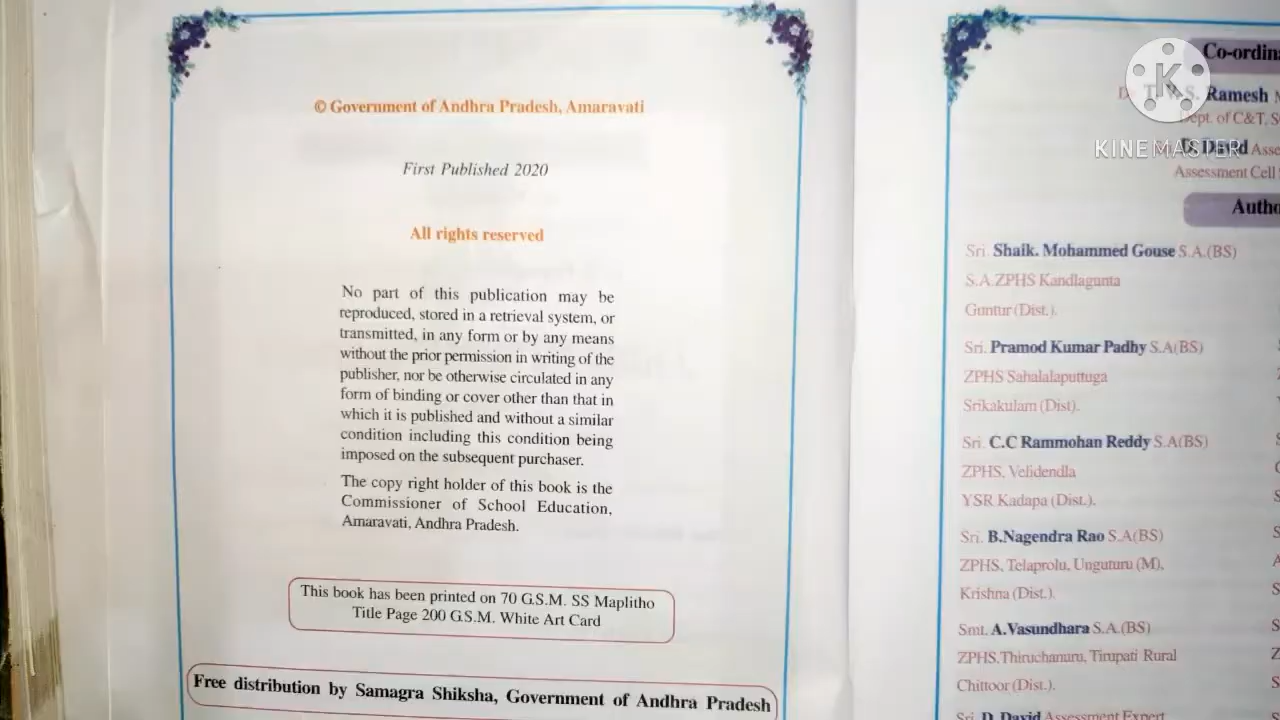 © Government of Andhra Pradesh, Amaravati
First Published 2020
All rights reserved
No part of this publication may be
reproduced, stored in a retrieval system, or
transmitted, in any form or by any means
without the prior permission in writing of the
publisher, nor be otherwise circulated in any
form of binding or cover other than that in
which it is published and without a similar
condition including this condition being
imposed on the subsequent purchaser.
The copy right holder of this book is the
Commissioner of School Education,
Amaravati, Andhra Pradesh.
This book has been printed on 70 G.S.M. SS Maplitho
Title Page 200 G.S.M. White Art Card
Free distribution by Samagra Shiksha, Government of Andhra Pradesh
Ramesh
Dept. of C&T,
KINEMASTER
David
Assessment Cell
Sri. Shaik. Mohammed Gouse S.A.(BS)
S.A.ZPHS Kandlagunta
Guntur (Dist.).
Sri. Pramod Kumar Padhy S.A(BS)
ZPHS Sahalalaputtuga
Srikakulam (Dist).
Sri. C.C Rammohan Reddy S.A(BS)
ZPHS, Velidendla
YSR Kadapa (Dist.).
Sri. B.Nagendra Rao S.A(BS)
ZPHS, Telaprolu, Unguturu (M),
Krishna (Dist.).
Smt. A.Vasundhara S.A.(BS)
ZPHS,Thiruchanuru, Tirupati Rural
Chittoor (Dist.).
Sri. D. David Assessment Expert